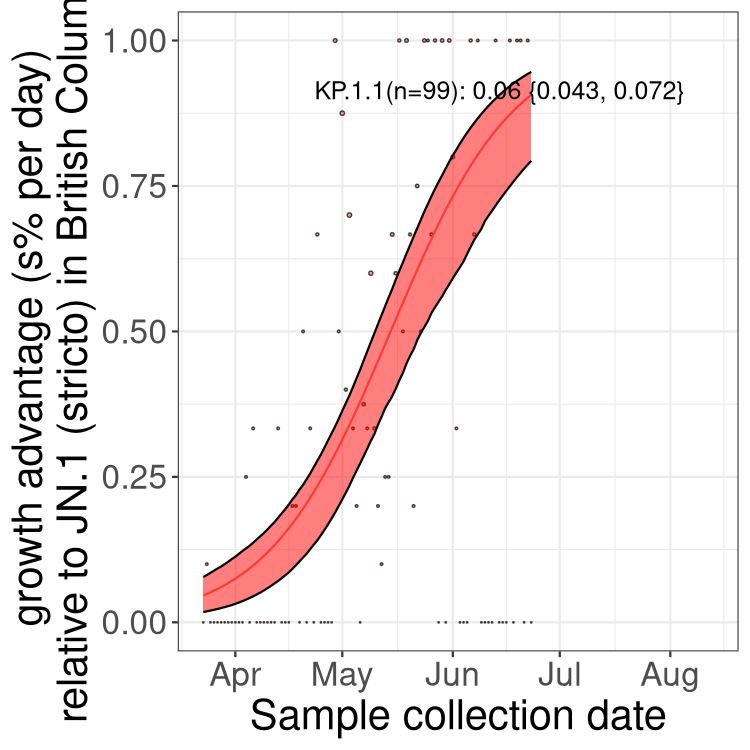 growth advantage (s% per day)
relative to JN.1 (stricto) in British Colum
1.00
0.75
0.50
0.25
0.00
KP.1.1(n=99): 0.06 {0.043, 0.072}
Apr May Jun Jul Aug
Sample collection date